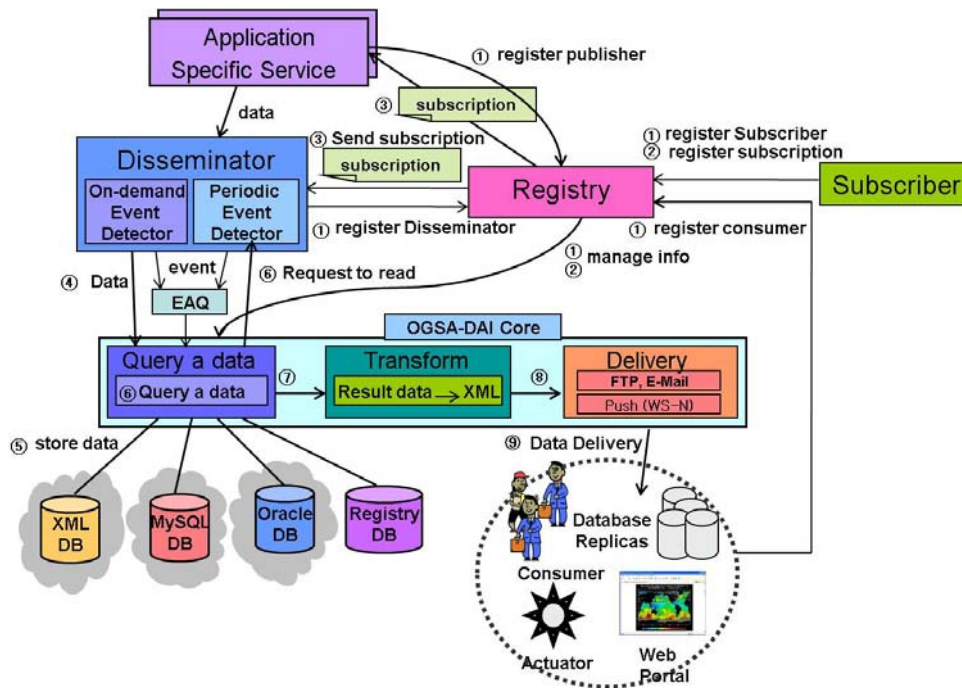 Application
Specific Service
① register publisher
③ subscription
data
③ Send subscription
subscription
① register Subscriber
② register subscription
Disseminator
On-demand
Event
Detector
Periodic
Event
Detector
Registry
Subscriber
① register Disseminator
① register consumer
① manage info
②
④ Data
event
⑥ Request to read
EAQ
OGSA-DAI Core
Query a data
⑥ Query a data
⑦
Transform
Result data → XML
⑧
Delivery
FTP, E-Mail
Push (WS-N)
⑤ store data
⑨ Data Delivery
XML
DB
MySQL
DB
Oracle
DB
Registry
DB
Database
Replicas
Consumer
Actuator
Web
Portal